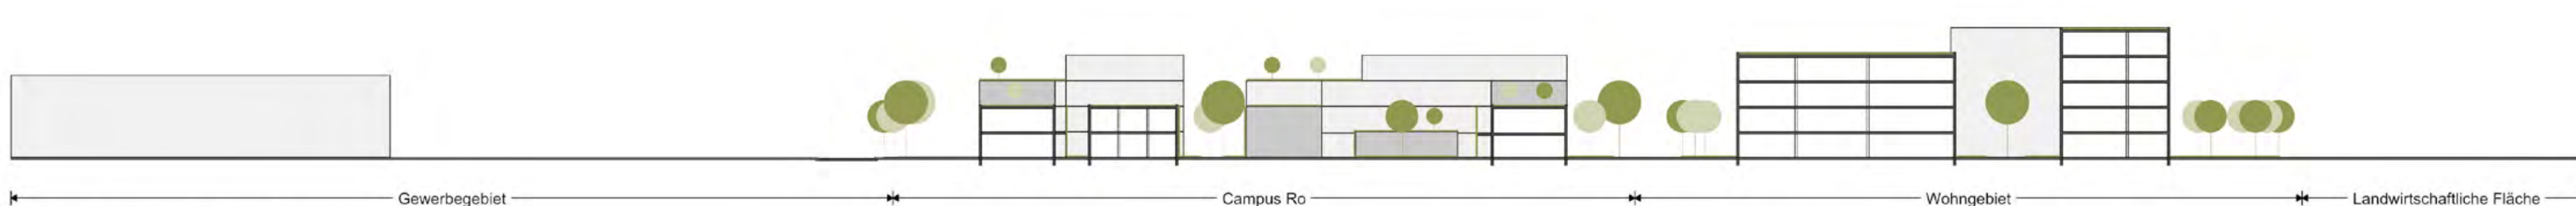 Gewerbegebiet
Campus Ro
Wohngebiet
Landwirtschaftliche Fläche